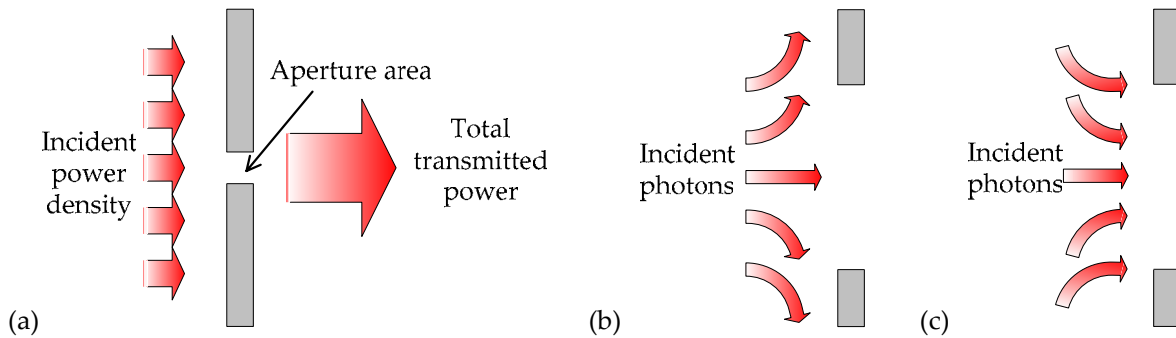 Aperture area
Incident
power
density
Total
transmitted
power
(a)
Incident
photons
(b)
Incident
photons
(c)